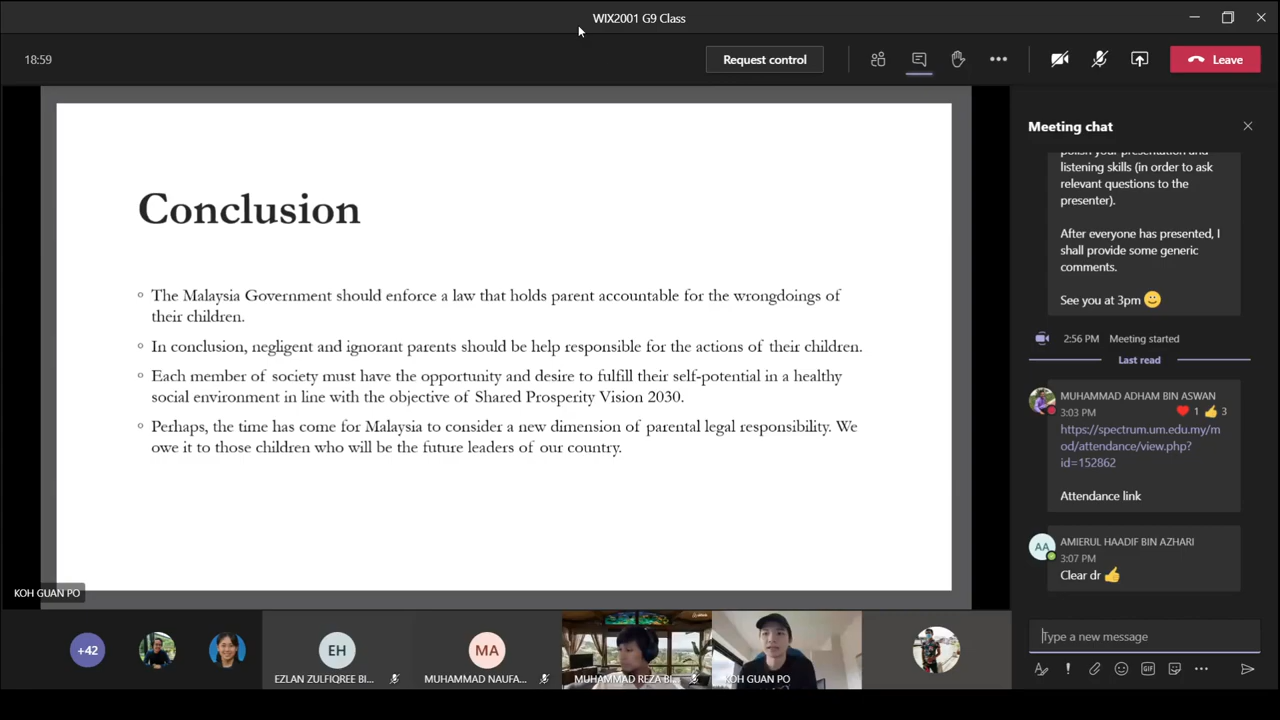 WIX2001 G9 Class
18:59
Request control
Leave
Conclusion
The Malaysia Government should enforce a law that holds parent accountable for the wrongdoings of
their children.
In conclusion, negligent and ignorant parents should be help responsible for the actions of their children.
Each member of society must have the opportunity and desire to fulfill their self-potential in a healthy
social environment in line with the objective of Shared Prosperity Vision 2030.
Perhaps, the time has come for Malaysia to consider a new dimension of parental legal responsibility. We
owe it to those children who will be the future leaders of our country.
KOH GUAN PO
+42
EH
EZLAN ZULFIQREE BI...
MA
MUHAMMAD NAUFA...
MUHAMMAD REZA BI...
KOH GUAN PO
Meeting chat
polish your presentation and
listening skills (in order to ask
relevant questions to the
presenter).
After everyone has presented, I
shall provide some generic
comments.
See you at 3pm 🙂
2:56 PM Meeting started
Last read
MUHAMMAD ADHAM BIN ASWAN
3:03 PM ❤️ 1 👍 3
https://spectrum.um.edu.my/m
od/attendance/view.php?
id=152862
Attendance link
AA
AMIERUL HAADIF BIN AZHARI
3:07 PM
Clear dr 👍
Type a new message
GIF